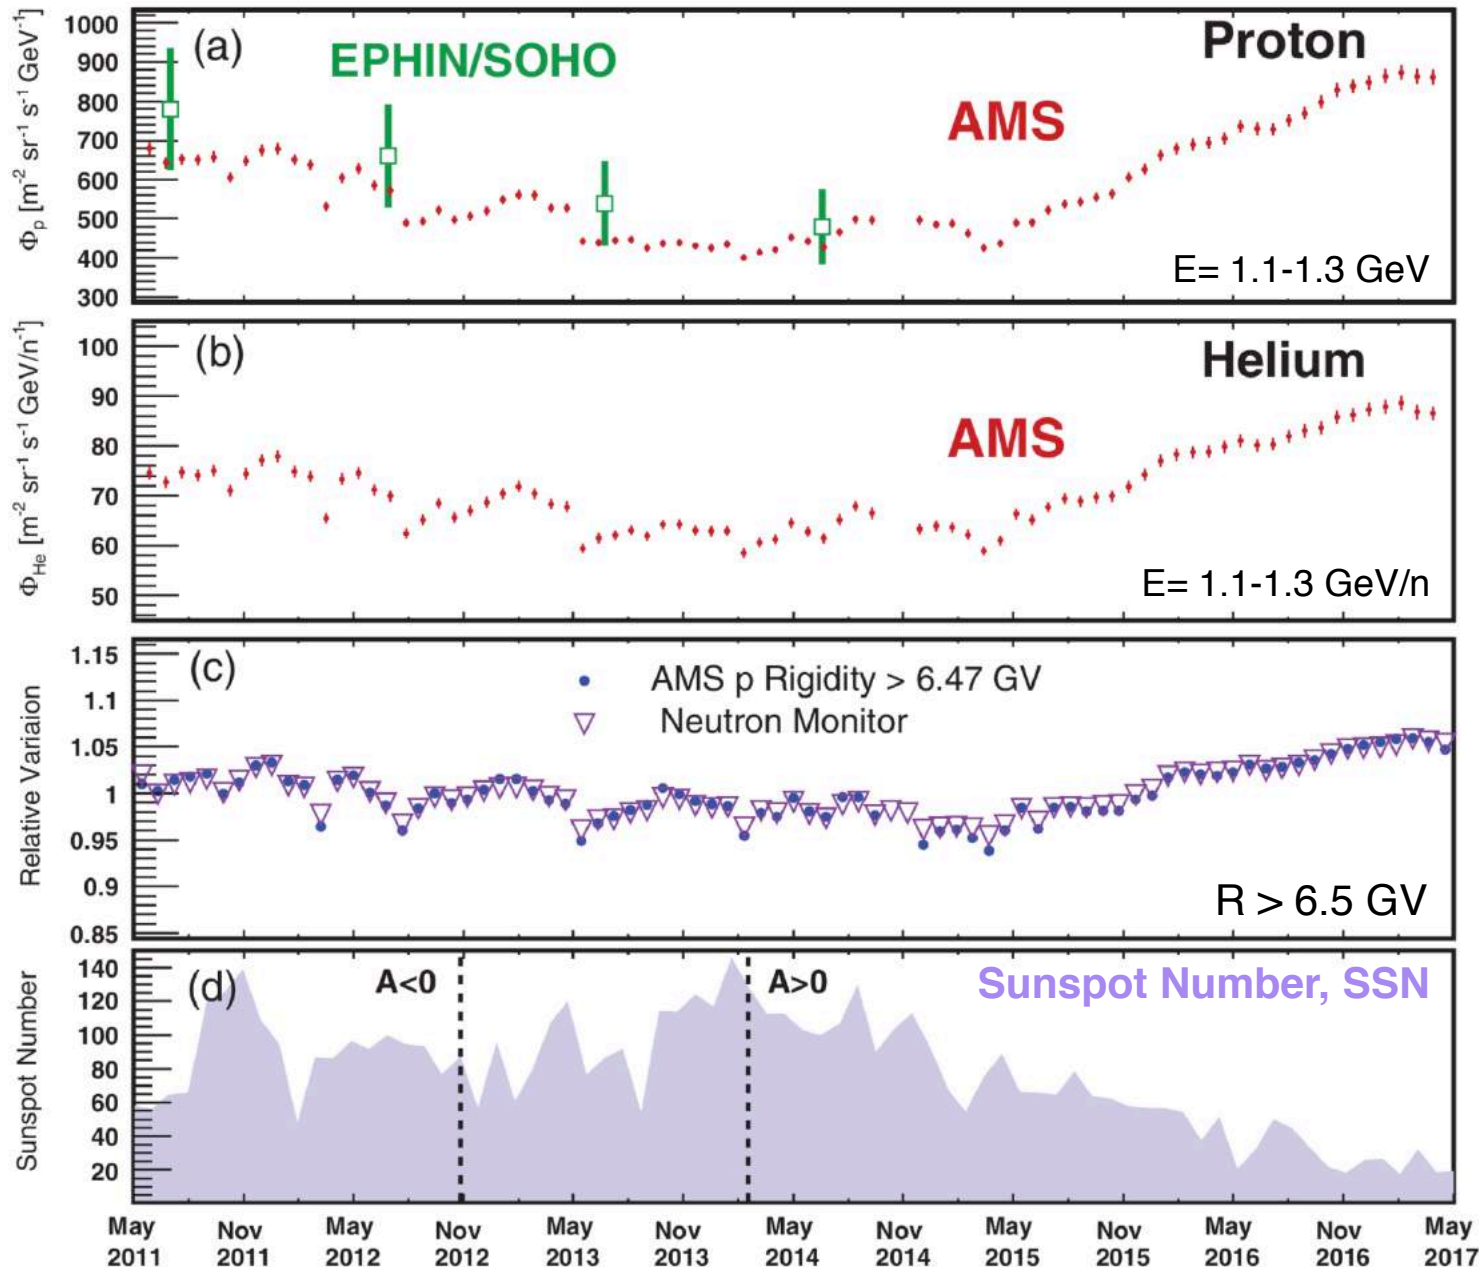 (a)
EPHIN/SOHO
Proton
AMS
E= 1.1-1.3 GeV
Φp [m-2 sr-1 s-1 GeV-1]
1000
900
800
700
600
500
400
300
(b)
Helium
AMS
E= 1.1-1.3 GeV/n
ΦHe [m-2 sr-1 s-1 GeV/n-1]
100
90
80
70
60
50
(c)
AMS p Rigidity > 6.47 GV
Neutron Monitor
R > 6.5 GV
Relative Variaion
1.15
1.1
1.05
1
0.95
0.9
0.85
(d)
A<0
A>0
Sunspot Number, SSN
Sunspot Number
140
120
100
80
60
40
20
May Nov May Nov May Nov May Nov May Nov May Nov May
2011 2011 2012 2012 2013 2013 2014 2014 2015 2015 2016 2016 2017